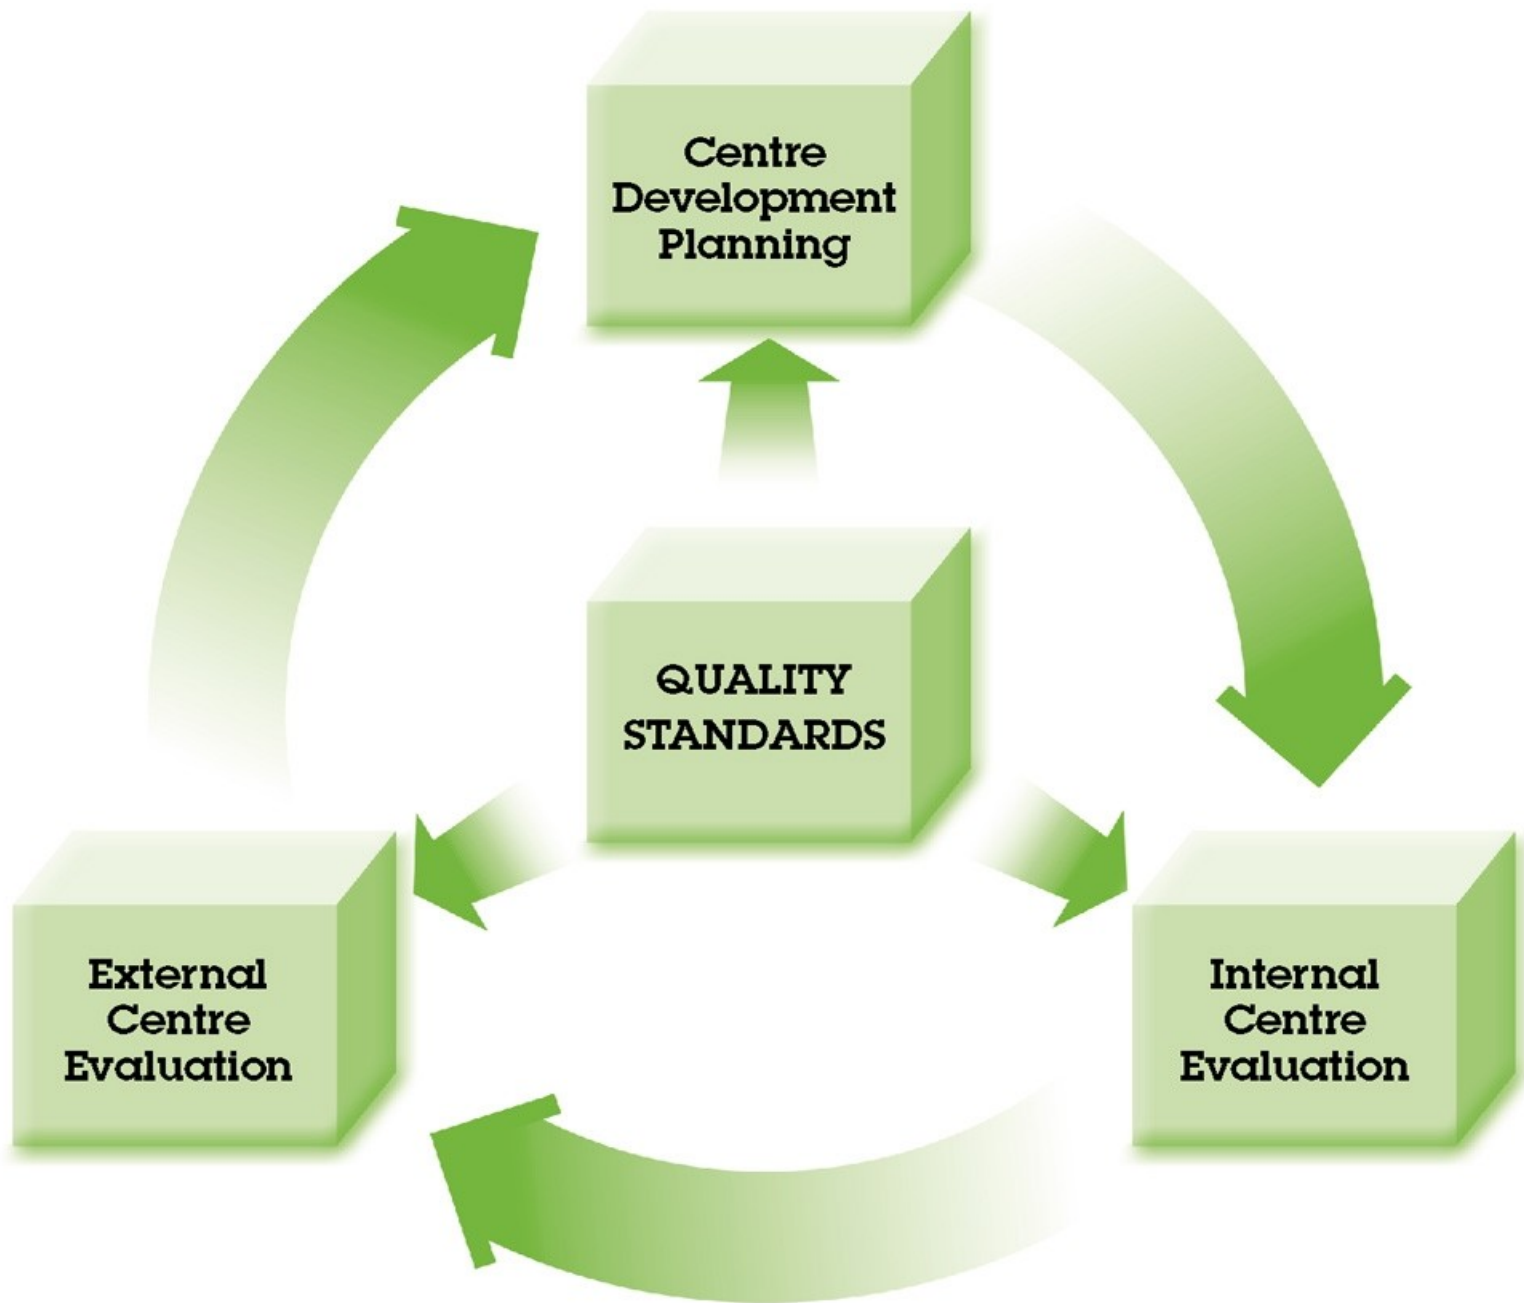 Centre
Development
Planning
QUALITY
STANDARDS
External
Centre
Evaluation
Internal
Centre
Evaluation